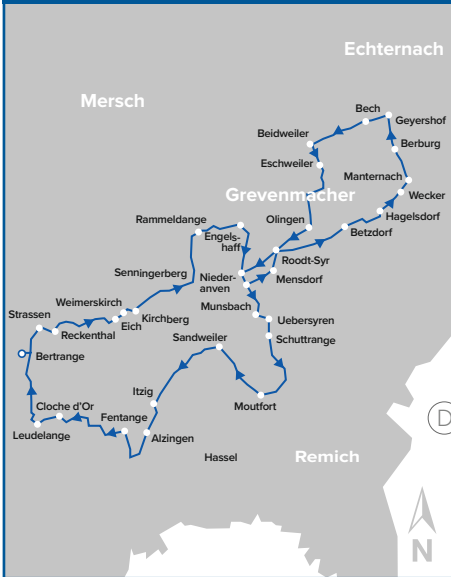 Echternach
Mersch
Bech
Geyershof
Beidweiler
Berburg
Eschweiler
Manternach
Grevenmacher
Wecker
Rammeldange
Olingen
Hagelsdorf
Engels-
haff
Betzdorf
Roodt-Syr
Senningerberg
Nieder-
anven
Mensdorf
Weimerskirch
Munsbach
Strassen
Kirchberg
Uebersyren
Eich
Reckenthal
Sandweiler
Schuttrange
Bertrange
Itzig
Cloche d'Or
Fentange
Moutfort
Leudelange
Alzingen
D
Hassel
Remich
N